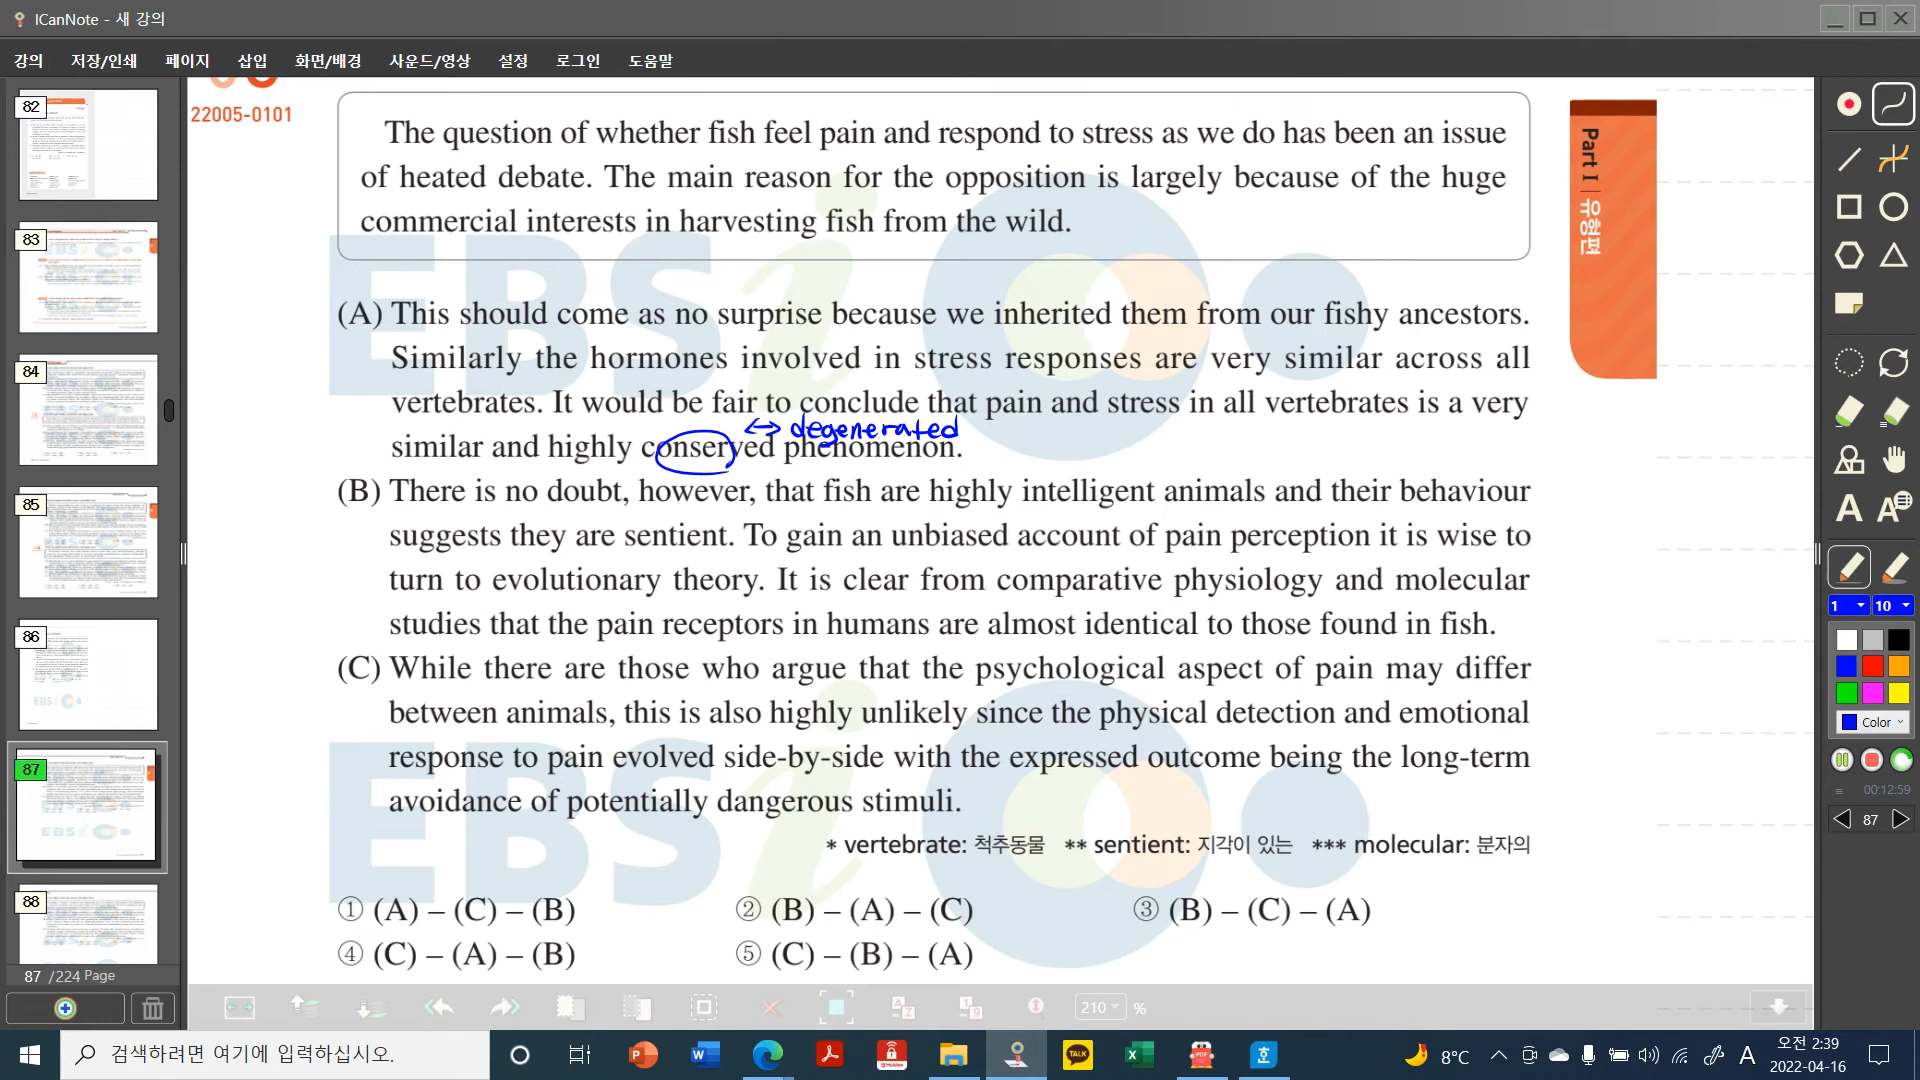 ICanNote - 새 강의
강의 저장/인쇄 페이지 삽입 화면/배경 사운드/영상 설정 로그인 도움말
82
83
84
85
86
87
88
87 /224 Page
22005-0101
Part I 유형편
The question of whether fish feel pain and respond to stress as we do has been an issue
of heated debate. The main reason for the opposition is largely because of the huge
commercial interests in harvesting fish from the wild.
(A) This should come as no surprise because we inherited them from our fishy ancestors.
Similarly the hormones involved in stress responses are very similar across all
vertebrates. It would be fair to conclude that pain and stress in all vertebrates is a very
↔ degenerated
similar and highly conserved phenomenon.
(B) There is no doubt, however, that fish are highly intelligent animals and their behaviour
suggests they are sentient. To gain an unbiased account of pain perception it is wise to
turn to evolutionary theory. It is clear from comparative physiology and molecular
studies that the pain receptors in humans are almost identical to those found in fish.
(C) While there are those who argue that the psychological aspect of pain may differ
between animals, this is also highly unlikely since the physical detection and emotional
response to pain evolved side-by-side with the expressed outcome being the long-term
avoidance of potentially dangerous stimuli.
* vertebrate: 척추동물 ** sentient: 지각이 있는 *** molecular: 분자의
① (A) – (C) – (B) ② (B) – (A) – (C) ③ (B) – (C) – (A)
④ (C) – (A) – (B) ⑤ (C) – (B) – (A)
EBSi
EBSi
1 10
Color
00:12:59
87
210 %
검색하려면 여기에 입력하십시오.
8°C
A
오전 2:39
2022-04-16